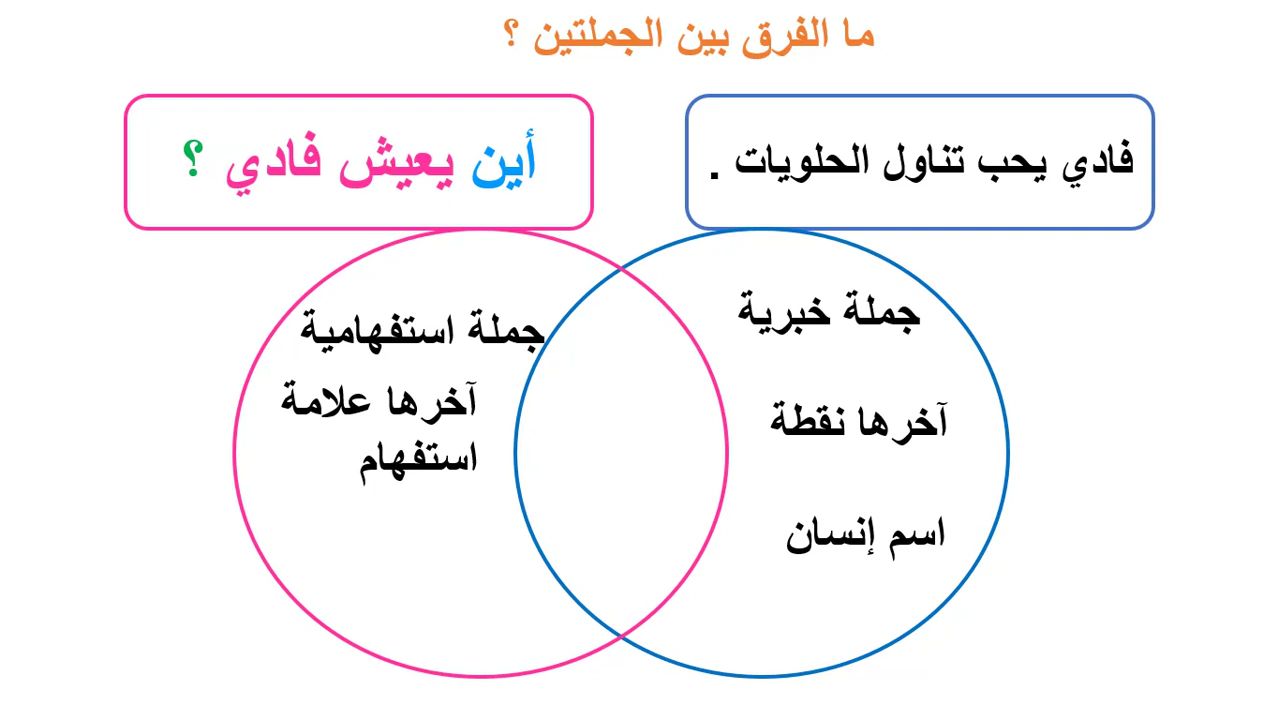 ما الفرق بين الجملتين ؟
فادي يحب تناول الحلويات .
أين يعيش فادي ؟
جملة خبرية
آخرها نقطة
اسم إنسان
جملة استفهامية
آخرها علامة
استفهام